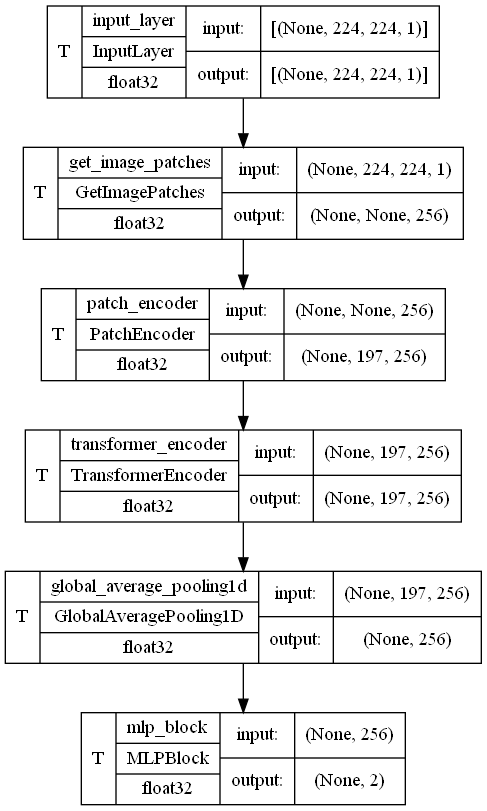 T
input_layer
InputLayer
float32
input:
[(None, 224, 224, 1)]
output:
[(None, 224, 224, 1)]
T
get_image_patches
GetImagePatches
float32
input:
(None, 224, 224, 1)
output:
(None, None, 256)
T
patch_encoder
PatchEncoder
float32
input:
(None, None, 256)
output:
(None, 197, 256)
T
transformer_encoder
TransformerEncoder
float32
input:
(None, 197, 256)
output:
(None, 197, 256)
T
global_average_pooling1d
GlobalAveragePooling1D
float32
input:
(None, 197, 256)
output:
(None, 256)
T
mlp_block
MLPBlock
float32
input:
(None, 256)
output:
(None, 2)